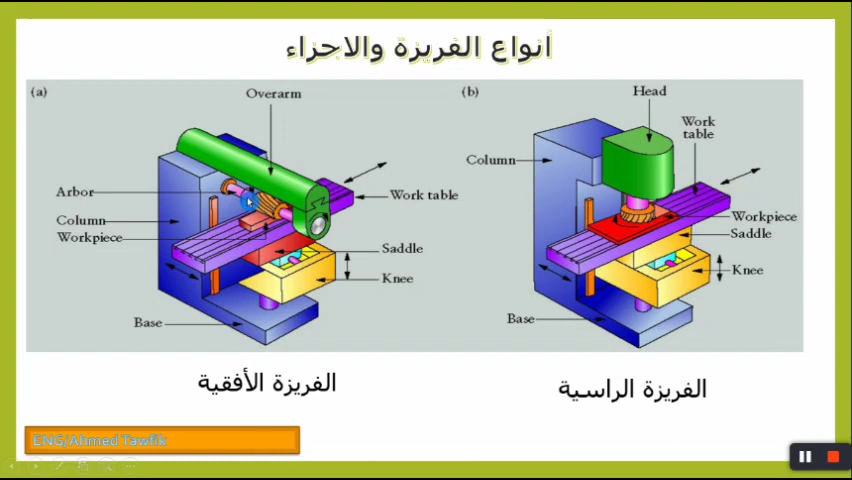 أنواع الفريزة والاجزاء
(a)
Overarm
Arbor
Column
Workpiece
Work table
Saddle
Knee
Base
(b)
Head
Work
table
Column
Workpiece
Saddle
Knee
Base
الفريزة الأفقية
الفريزة الراسية
ENG/Ahmed Tawfik